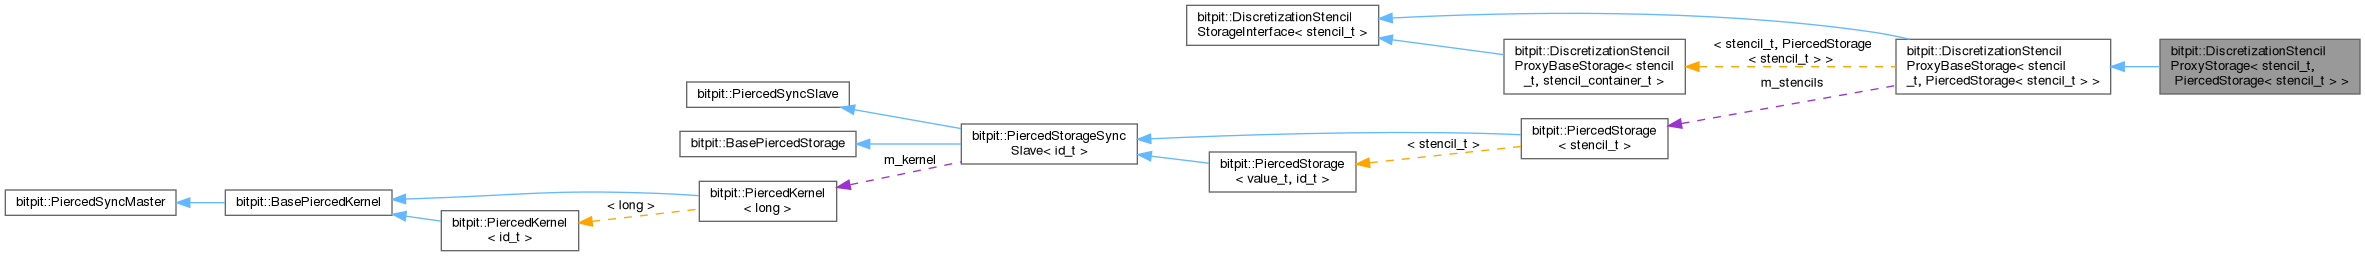 bitpit::DiscretizationStencil
StorageInterface< stencil_t >
bitpit::DiscretizationStencil
ProxyBaseStorage< stencil
_t, stencil_container_t >
< stencil_t, PiercedStorage
< stencil_t > >
bitpit::DiscretizationStencil
ProxyBaseStorage< stencil
_t, PiercedStorage< stencil_t > >
bitpit::DiscretizationStencil
ProxyStorage< stencil_t,
PiercedStorage< stencil_t > >
m_stencils
bitpit::PiercedSyncSlave
bitpit::BasePiercedStorage
bitpit::PiercedStorageSync
Slave< id_t >
bitpit::PiercedStorage
< stencil_t >
< stencil_t >
bitpit::PiercedStorage
< value_t, id_t >
m_kernel
bitpit::PiercedSyncMaster
bitpit::BasePiercedKernel
bitpit::PiercedKernel
< long >
< long >
bitpit::PiercedKernel
< id_t >